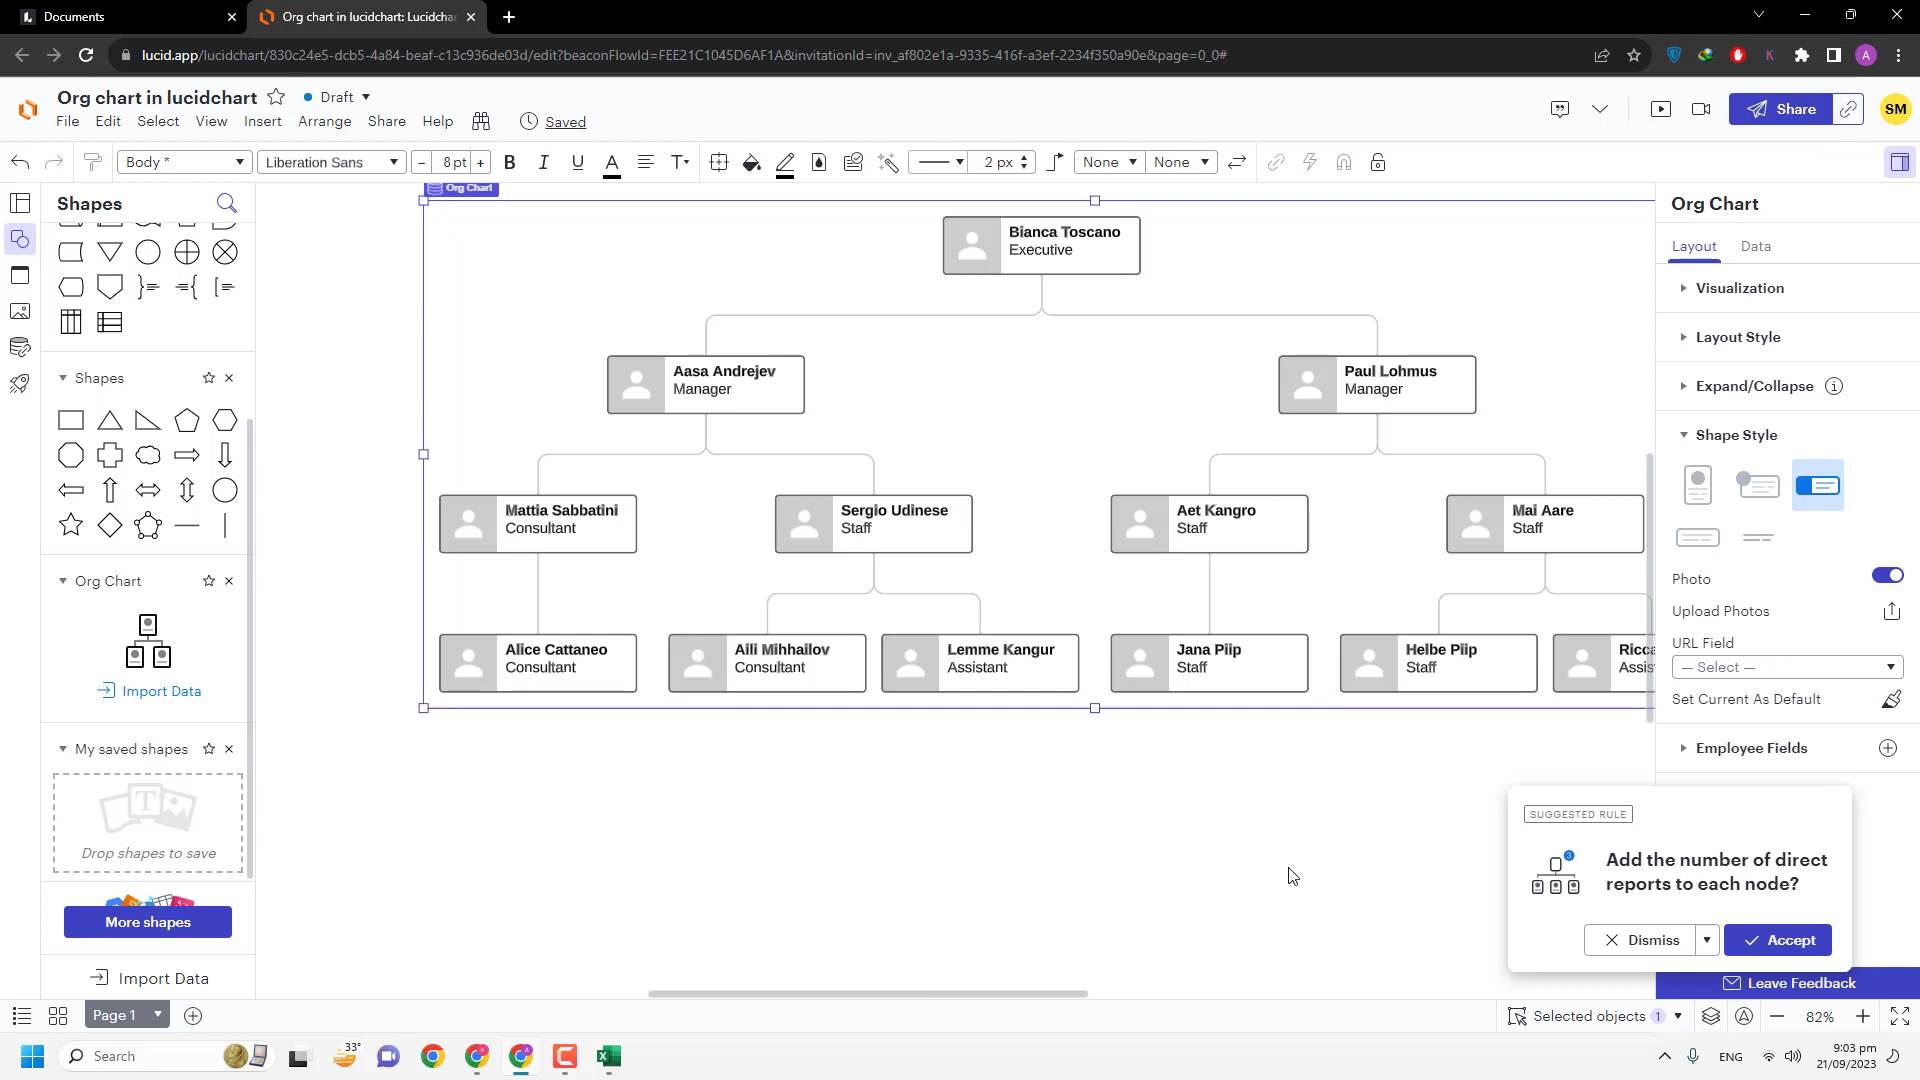 Documents
Org chart in lucidchart: Lucidchar
lucid.app/lucidchart/830c24e5-dcb5-4a84-beaf-c13c936de03d/edit?beaconFlowId=FEE21C1045D6AF1A&invitationId=inv_af802e1a-9335-416f-a3ef-2234f350a90e&page=0_0#
K
A
Org chart in lucidchart
Draft
File Edit Select View Insert Arrange Share Help
Saved
Share
SM
Body *
Liberation Sans
8 pt
B I U A T
2 px
None
None
Shapes
Org Chart
Bianca Toscano
Executive
Aasa Andrejev
Manager
Paul Lohmus
Manager
Mattia Sabbatini
Consultant
Sergio Udinese
Staff
Aet Kangro
Staff
Mai Aare
Staff
Alice Cattaneo
Consultant
Aili Mihhailov
Consultant
Lemme Kangur
Assistant
Jana Piip
Staff
Helbe Piip
Staff
Ricca
Assis
Shapes
Org Chart
Import Data
My saved shapes
T
Drop shapes to save
More shapes
Import Data
Org Chart
Layout
Data
Visualization
Layout Style
Expand/Collapse
Shape Style
Photo
Upload Photos
URL Field
— Select —
Set Current As Default
Employee Fields
SUGGESTED RULE
3
Add the number of direct
reports to each node?
Dismiss
Accept
Leave Feedback
Page 1
Selected objects 1
82%
Search
33°
ENG
9:03 pm
21/09/2023